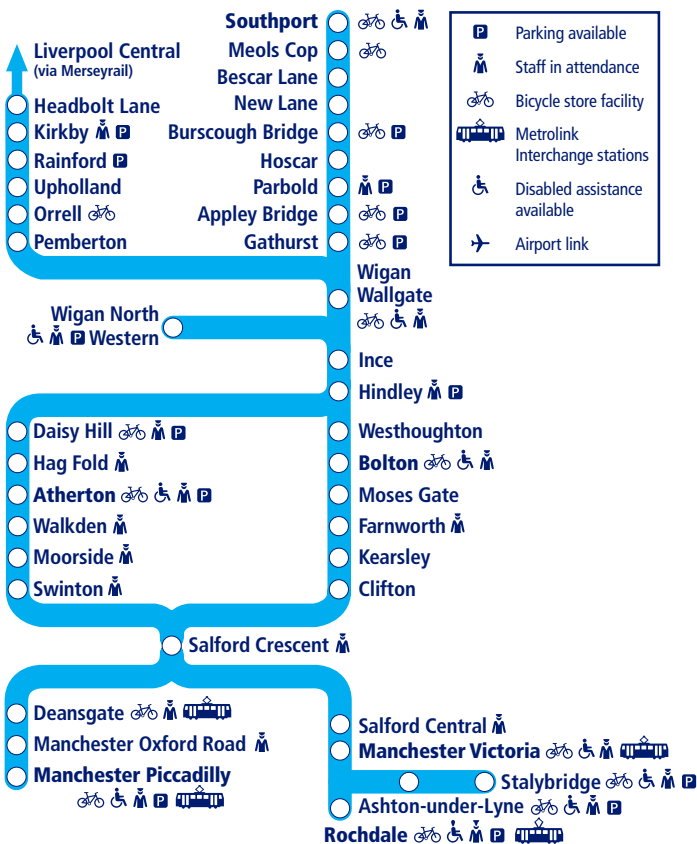 Southport
Meols Cop
Bescar Lane
New Lane
Burscough Bridge
Hoscar
Parbold
Appley Bridge
Gathurst
Liverpool Central
(via Merseyrail)
Headbolt Lane
Kirkby P
Rainford P
Upholland
Orrell
Pemberton
P
P
P
P
P Parking available
Staff in attendance
Bicycle store facility
Metrolink
Interchange stations
Disabled assistance
available
Airport link
Wigan
Wallgate
Wigan North
P Western
Ince
Hindley P
Daisy Hill P
Hag Fold
Atherton P
Walkden
Moorside
Swinton
Westhoughton
Bolton
Moses Gate
Farnworth
Kearsley
Clifton
Salford Crescent
Deansgate
Manchester Oxford Road
Manchester Piccadilly
P
Salford Central
Manchester Victoria
Stalybridge P
Ashton-under-Lyne P
Rochdale P